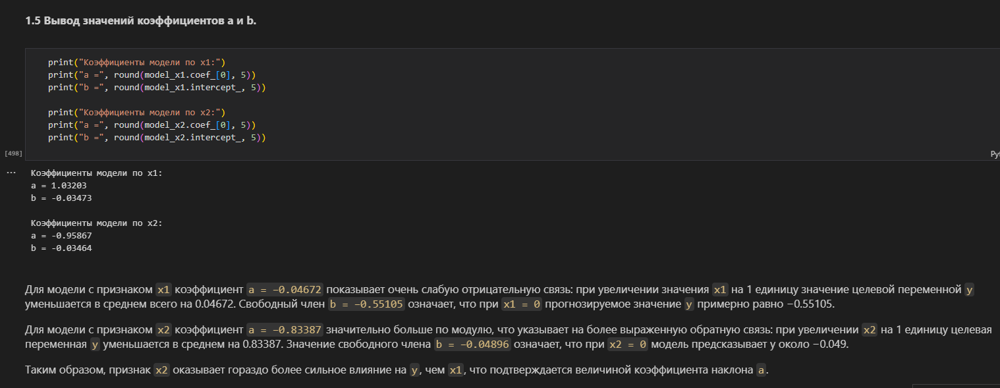 1.5 Вывод значений коэффициентов a и b.
print("Коэффициенты модели по x1:")
print("a =", round(model_x1.coef_[0], 5))
print("b =", round(model_x1.intercept_, 5))
print("Коэффициенты модели по x2:")
print("a =", round(model_x2.coef_[0], 5))
print("b =", round(model_x2.intercept_, 5))
[498]
Py
...
Коэффициенты модели по x1:
a = 1.03203
b = -0.03473
Коэффициенты модели по x2:
a = -0.95867
b = -0.03464
Для модели с признаком x1 коэффициент a = −0.04672 показывает очень слабую отрицательную связь: при увеличении значения x1 на 1 единицу значение целевой переменной y
уменьшается в среднем всего на 0.04672. Свободный член b = −0.55105 означает, что при x1 = 0 прогнозируемое значение y примерно равно −0.55105.
Для модели с признаком x2 коэффициент a = −0.83387 значительно больше по модулю, что указывает на более выраженную обратную связь: при увеличении x2 на 1 единицу целевая
переменная y уменьшается в среднем на 0.83387. Значение свободного члена b = −0.04896 означает, что при x2 = 0 модель предсказывает y около −0.049.
Таким образом, признак x2 оказывает гораздо более сильное влияние на y, чем x1, что подтверждается величиной коэффициента наклона a.